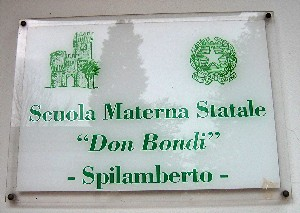 Scuola Materna Statale
“Don Bondi”
- Spilamberto -